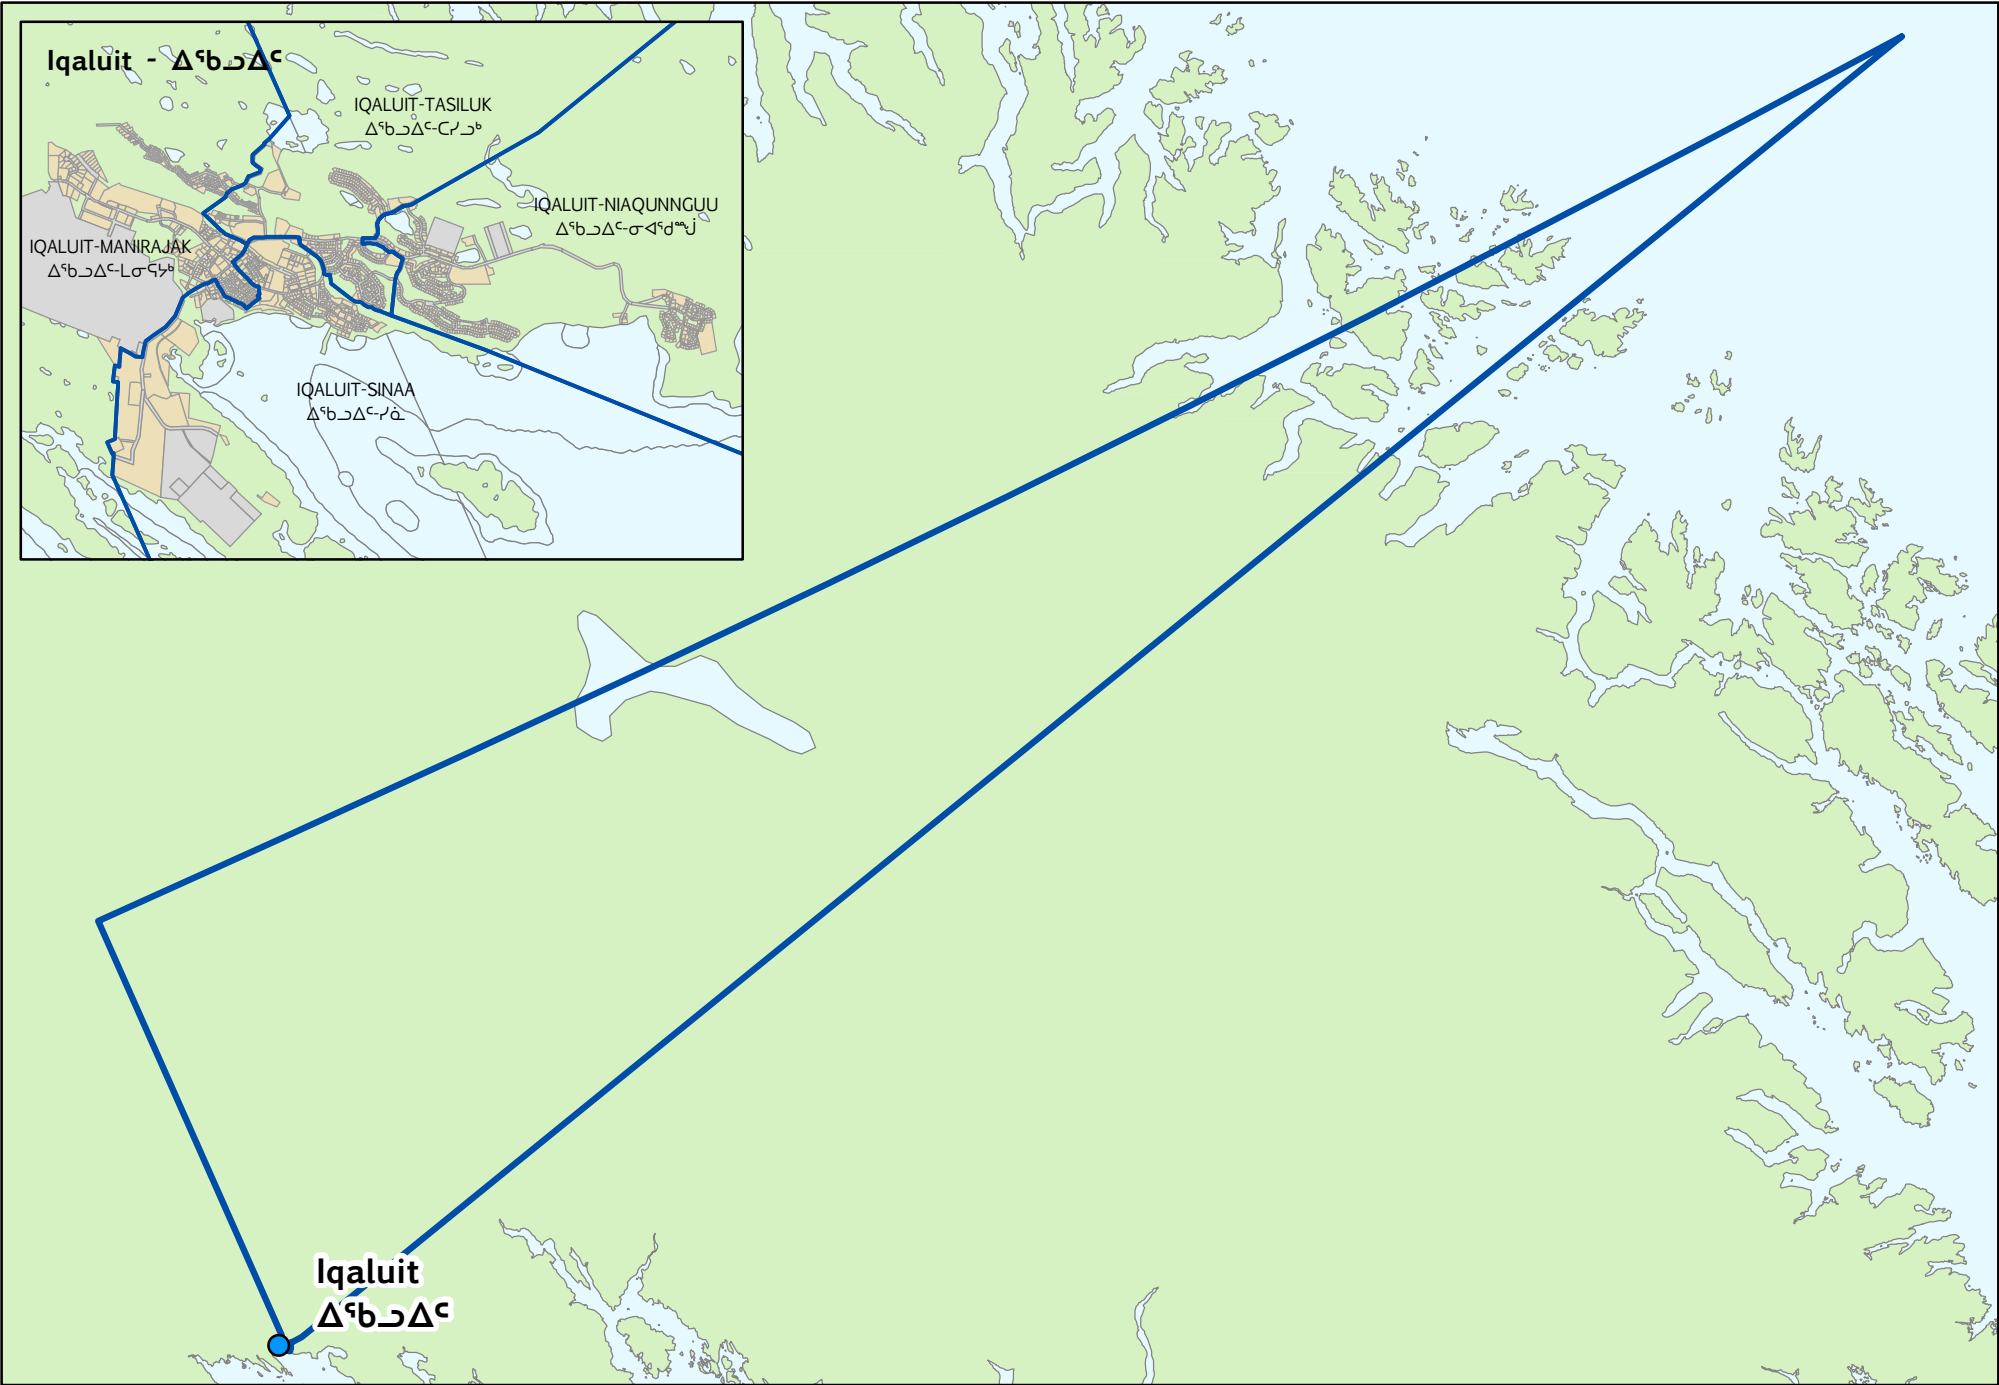 Iqaluit - ᐃᖃᓗᐃᑦ
IQALUIT-TASILUK
ᐃᖃᓗᐃᑦ-ᑕᓯᓗᒃ
IQALUIT-NIAQUNNGUU
ᐃᖃᓗᐃᑦ-ᓂᐊᖁᙴ
IQALUIT-MANIRAJAK
ᐃᖃᓗᐃᑦ-ᒪᓂᕋᔭᒃ
IQALUIT-SINAA
ᐃᖃᓗᐃᑦ-ᓯᓈ
Iqaluit
ᐃᖃᓗᐃᑦ